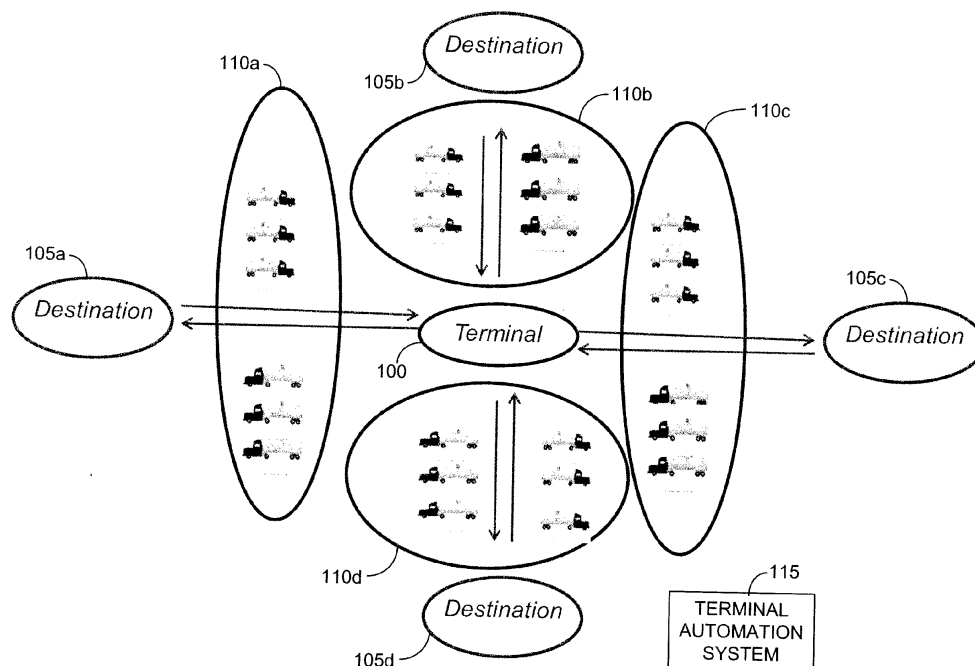 Destination
110a
105b
110b
110c
105a
Destination
105c
Terminal
Destination
100
110d
115
Destination
TERMINAL
AUTOMATION
SYSTEM
105d